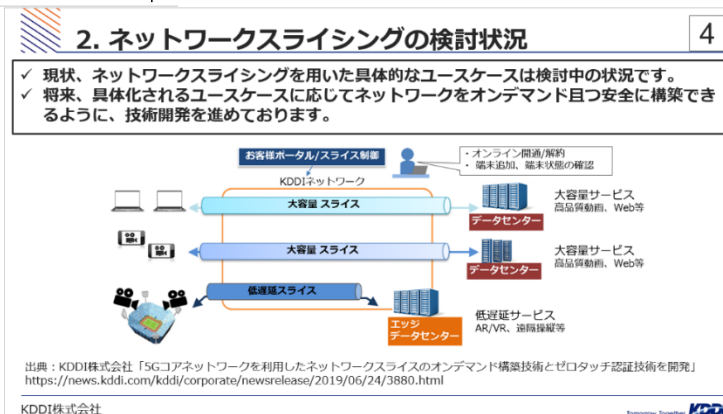 2. ネットワークスライシングの検討状況
4
✓ 現状、ネットワークスライシングを用いた具体的なユースケースは検討中の状況です。
✓ 将来、具体化されるユースケースに応じてネットワークをオンデマンド且つ安全に構築でき
るように、技術開発を進めております。
お客様ポータル/スライス制御
・オンライン開通/解約
・端末追加、端末状態の確認
KDDIネットワーク
大容量 スライス
データセンター
大容量サービス
高品質動画、Web等
大容量 スライス
データセンター
大容量サービス
高品質動画、Web等
低遅延スライス
エッジ
データセンター
低遅延サービス
AR/VR、遠隔操縦等
出典:KDDI株式会社「5Gコアネットワークを利用したネットワークスライスのオンデマンド構築技術とゼロタッチ認証技術を開発」
https://news.kddi.com/kddi/corporate/newsrelease/2019/06/24/3880.html
KDDI株式会社
Tomorrow, Together KDDI